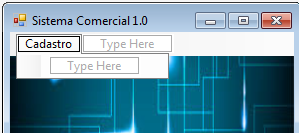 Sistema Comercial 1.0
Cadastro Type Here
Type Here